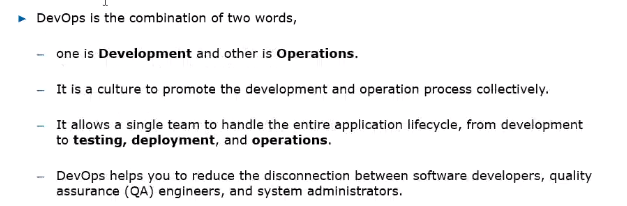 ► DevOps is the combination of two words,
– one is Development and other is Operations.
– It is a culture to promote the development and operation process collectively.
– It allows a single team to handle the entire application lifecycle, from development
to testing, deployment, and operations.
– DevOps helps you to reduce the disconnection between software developers, quality
assurance (QA) engineers, and system administrators.